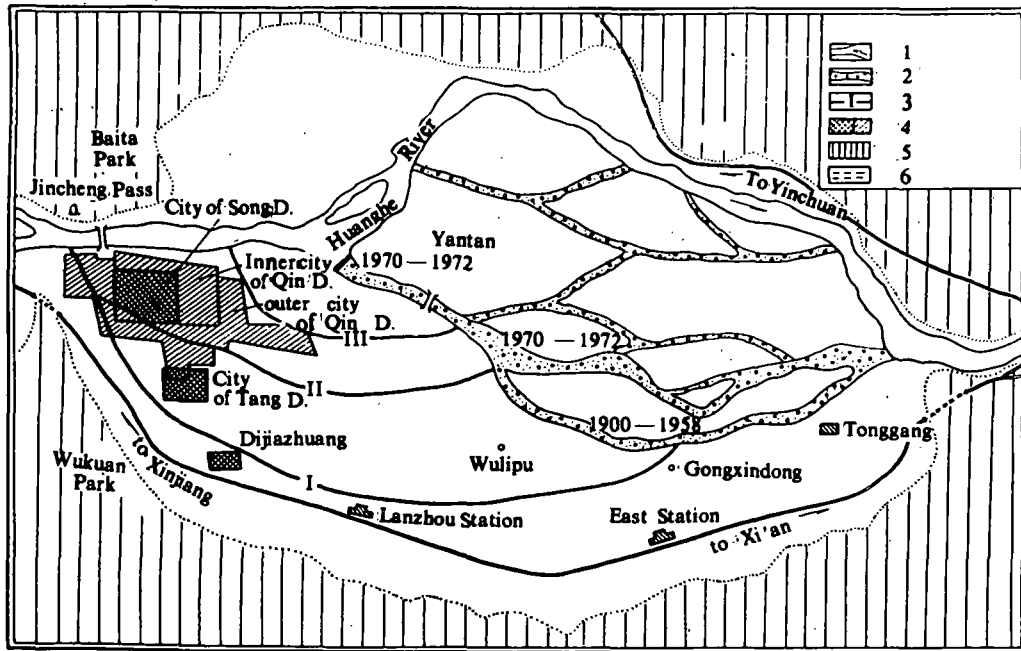 1
2
3
4
5
6
Baita
Park
Jincheng Pass
City of Song D.
Innercity
of Qin D.
outer city
of Qin D.
City
of Tang D.
Huanghe
River
Yantan
1970—1972
1970—1972
1900—1958
To Yinchuan
III
II
I
Dijiazhuang
Wukuan
Park
to Xinjiang
Lanzhou Station
Wulipu
Gongxindong
Tonggang
East Station
to Xi'an